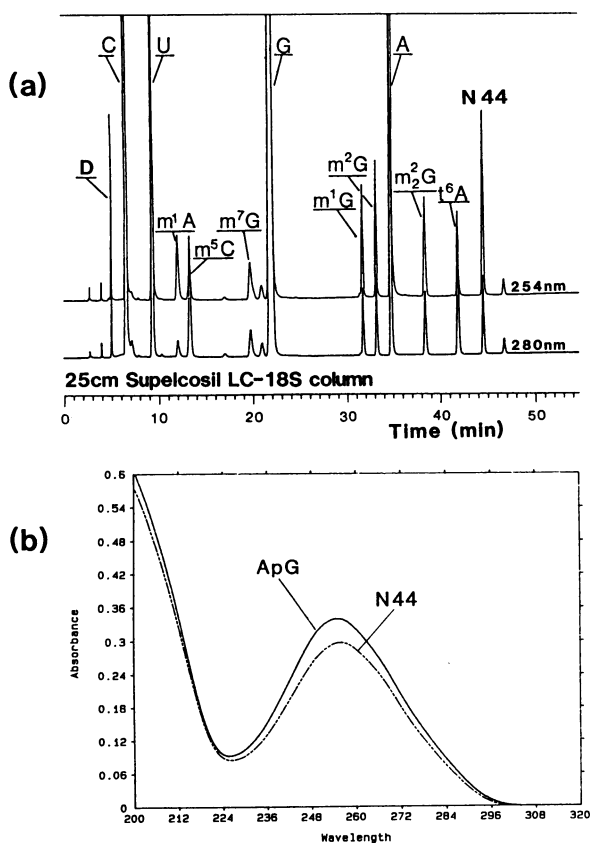 (a)
C
U
G
A
N 44
D
m¹A
m⁵C
m⁷G
m¹G
m²G
m²₂G
t⁶A
254nm
280nm
25cm Supelcosil LC-18S column
0 10 20 30 40 50
Time (min)
(b)
0.6
0.54
0.48
0.42
0.36
0.3
0.24
0.18
0.12
0.06
0
Absorbance
ApG
N44
200 212 224 236 248 260 272 284 296 308 320
Wavelength